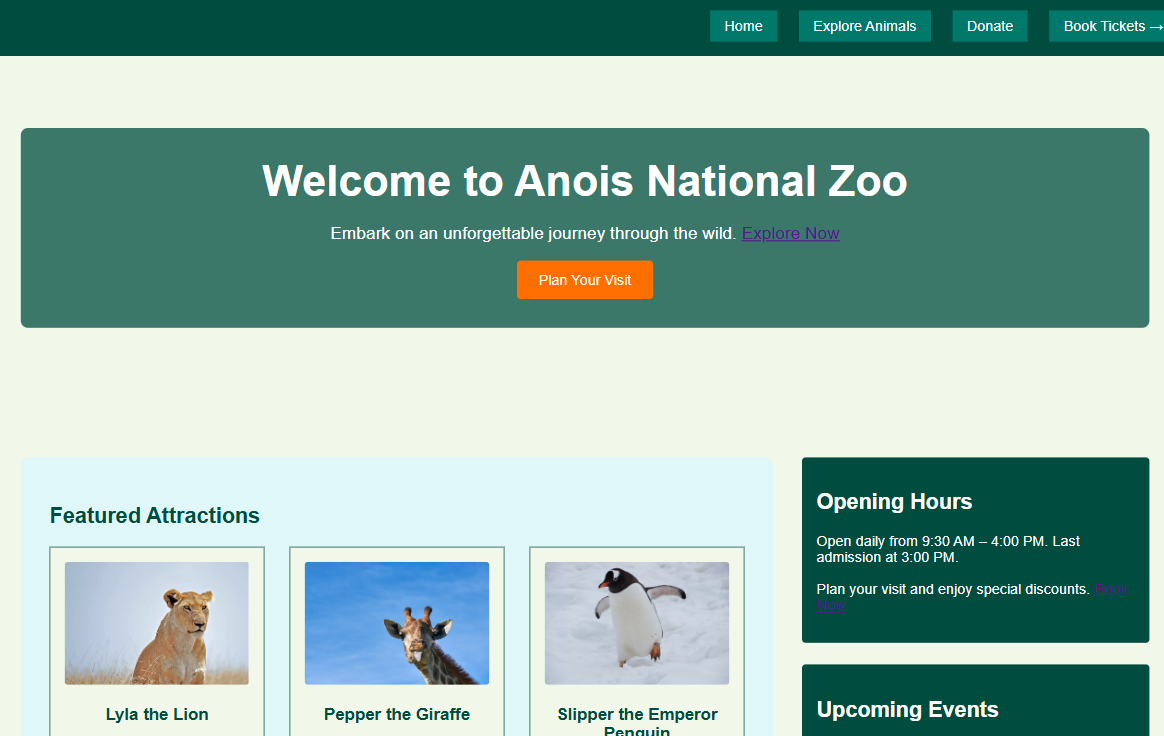 Home
Explore Animals
Donate
Book Tickets →
Welcome to Anois National Zoo
Embark on an unforgettable journey through the wild. Explore Now
Plan Your Visit
Featured Attractions
Lyla the Lion
Pepper the Giraffe
Slipper the Emperor
Penguin
Opening Hours
Open daily from 9:30 AM – 4:00 PM. Last
admission at 3:00 PM.
Plan your visit and enjoy special discounts. Book
Now
Upcoming Events